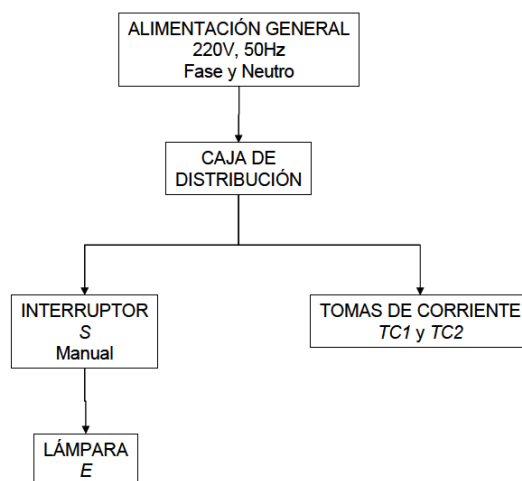 ALIMENTACIÓN GENERAL
220V, 50Hz
Fase y Neutro
CAJA DE
DISTRIBUCIÓN
INTERRUPTOR
S
Manual
TOMAS DE CORRIENTE
TC1 y TC2
LÁMPARA
E